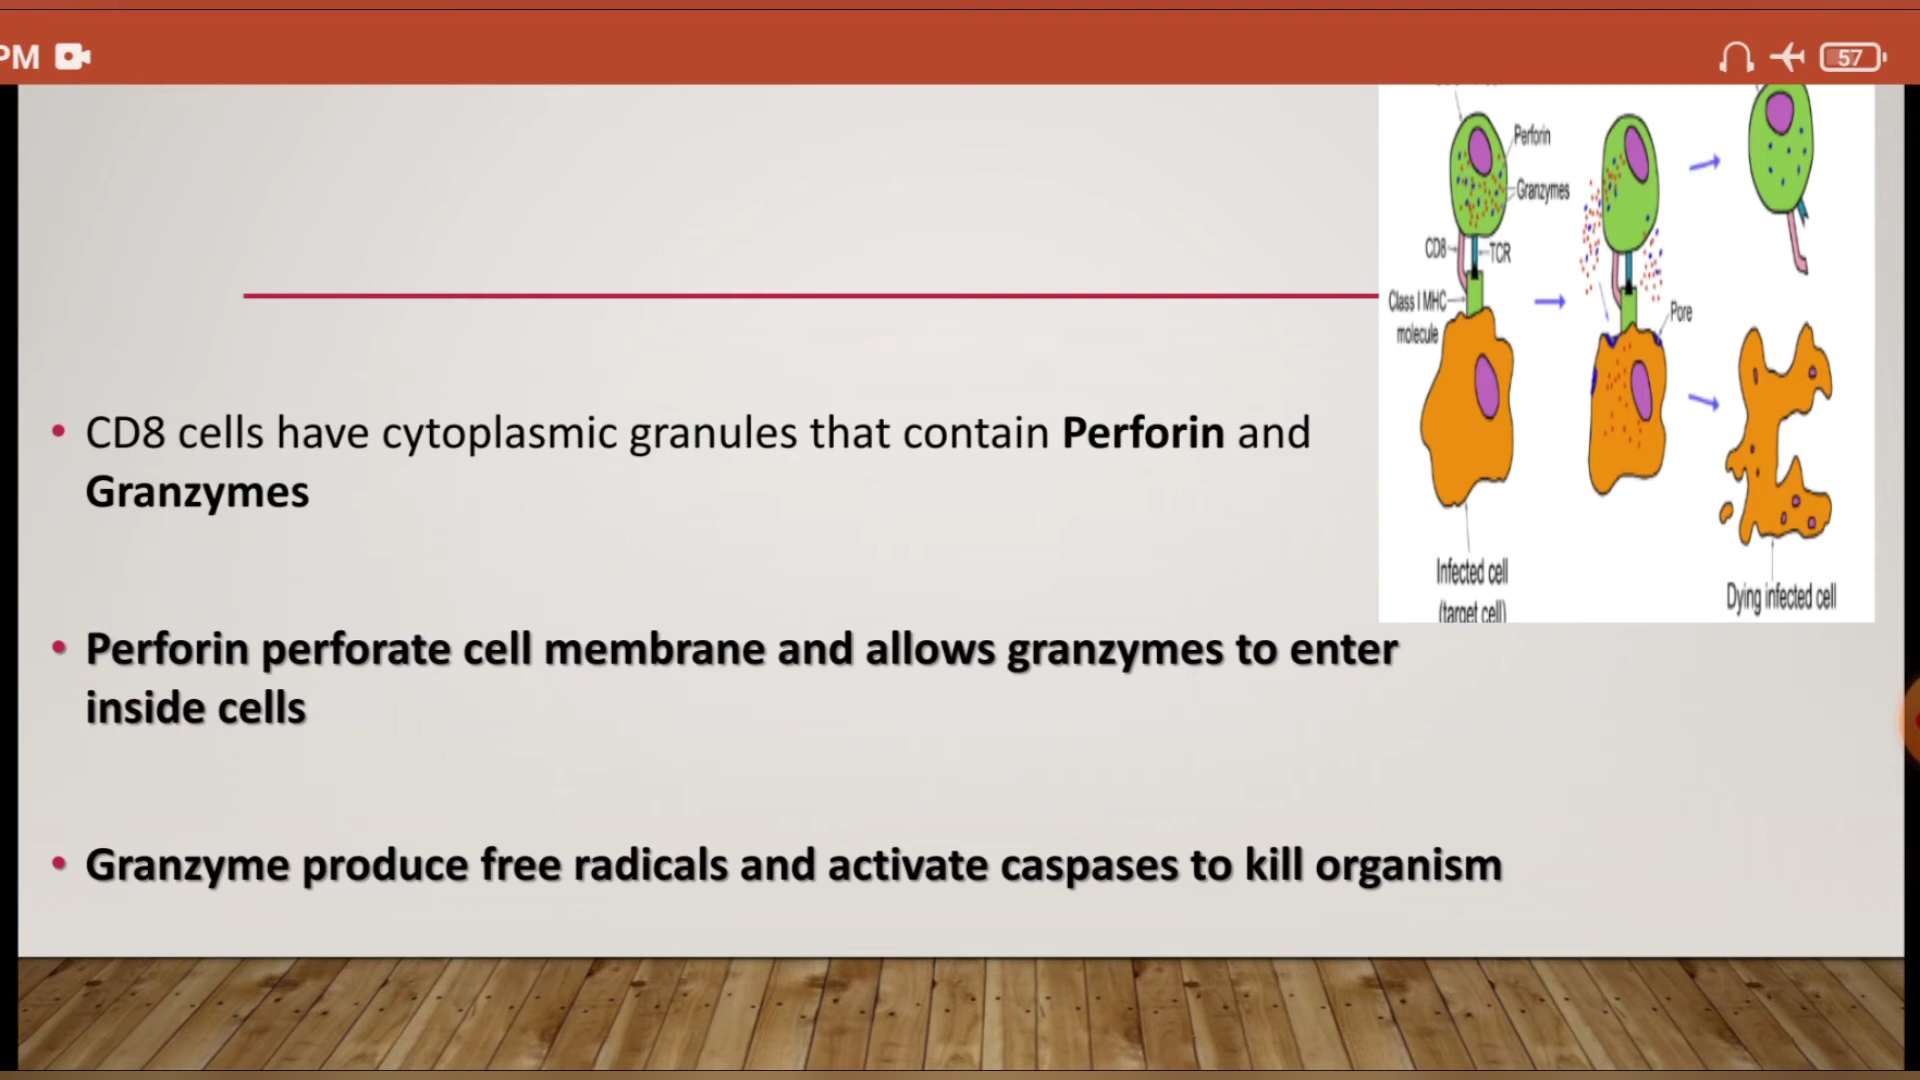 PM
57
Perforin
Granzymes
CD8
TCR
Class I MHC
molecule
Pore
Infected cell
(target cell)
Dying infected cell
• CD8 cells have cytoplasmic granules that contain Perforin and
Granzymes
• Perforin perforate cell membrane and allows granzymes to enter
inside cells
• Granzyme produce free radicals and activate caspases to kill organism